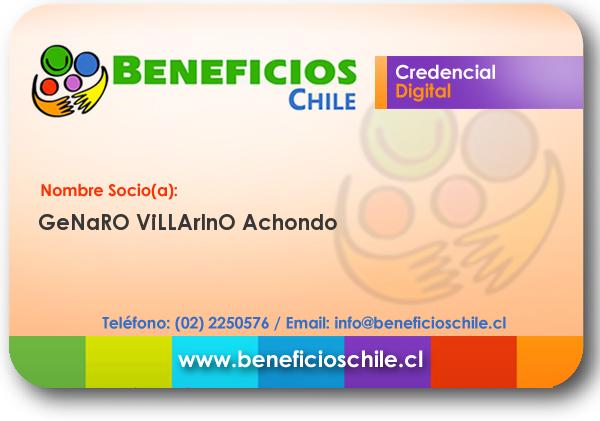 BENEFICIOS
CHILE
Credencial
Digital
Nombre Socio(a):
GeNaRO ViLLArInO Achondo
Teléfono: (02) 2250576 / Email: info@beneficioschile.cl
www.beneficioschile.cl